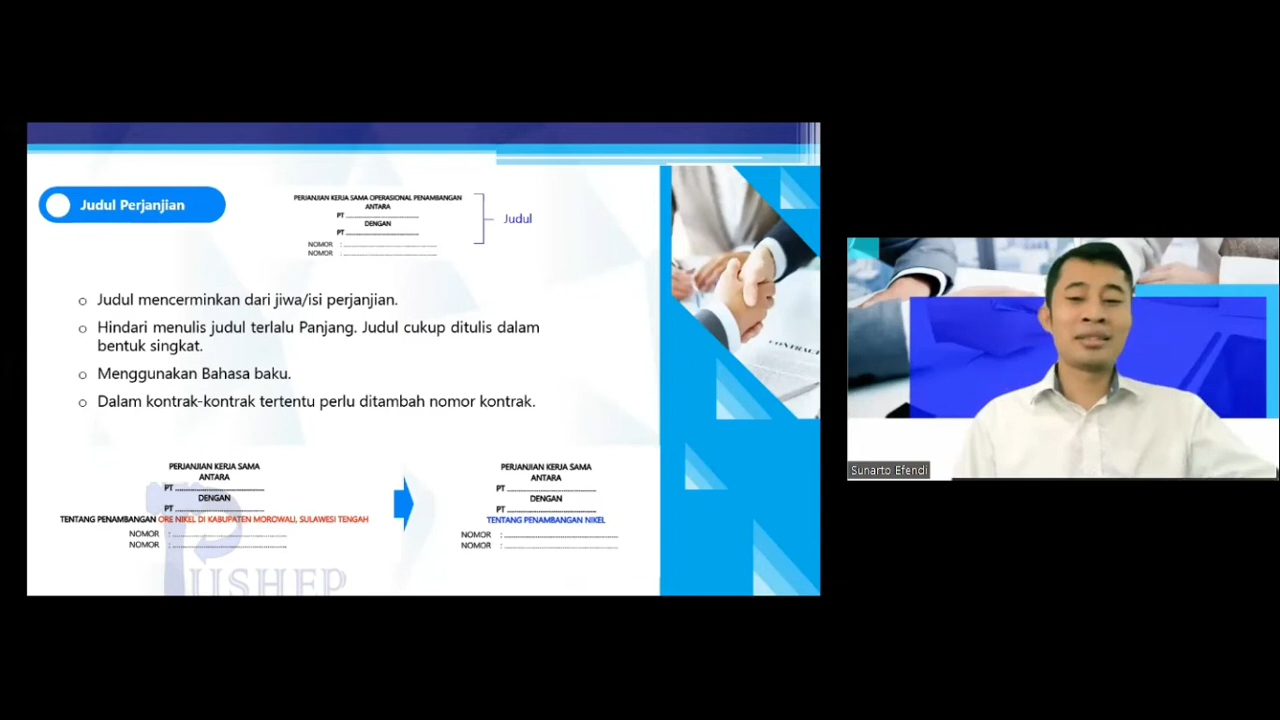 Judul Perjanjian
PERJANJIAN KERJA SAMA OPERASIONAL PENAMBANGAN
ANTARA
PT ..............................
DENGAN
PT ..............................
NOMOR : ..............................
NOMOR : ..............................
Judul
CONTRACT
Judul mencerminkan dari jiwa/isi perjanjian.
Hindari menulis judul terlalu Panjang. Judul cukup ditulis dalam
bentuk singkat.
Menggunakan Bahasa baku.
Dalam kontrak-kontrak tertentu perlu ditambah nomor kontrak.
PERJANJIAN KERJA SAMA
ANTARA
PT ..............................
DENGAN
PT ..............................
TENTANG PENAMBANGAN ORE NIKEL DI KABUPATEN MOROWALI, SULAWESI TENGAH
NOMOR : ..............................
NOMOR : ..............................
PERJANJIAN KERJA SAMA
ANTARA
PT ..............................
DENGAN
PT ..............................
TENTANG PENAMBANGAN NIKEL
NOMOR : ..............................
NOMOR : ..............................
PUSHEP
Sunarto Efendi